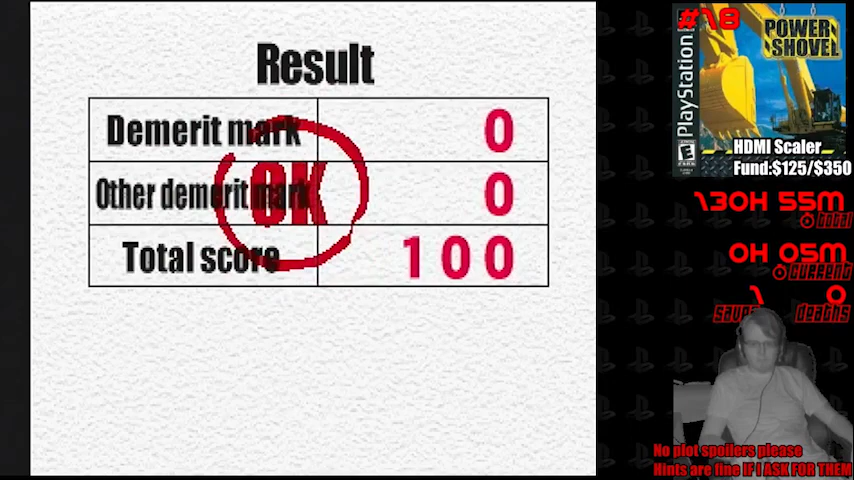 Result
Demerit mark 0
Other demerit mark 0
OK
Total score 100
#18
PlayStation
POWER
SHOVEL
HDMI Scaler
Fund:$125/$350
130H 55M
total
0H 05M
current
1 0
deaths
No plot spoilers please
Hints are fine IF I ASK FOR THEM